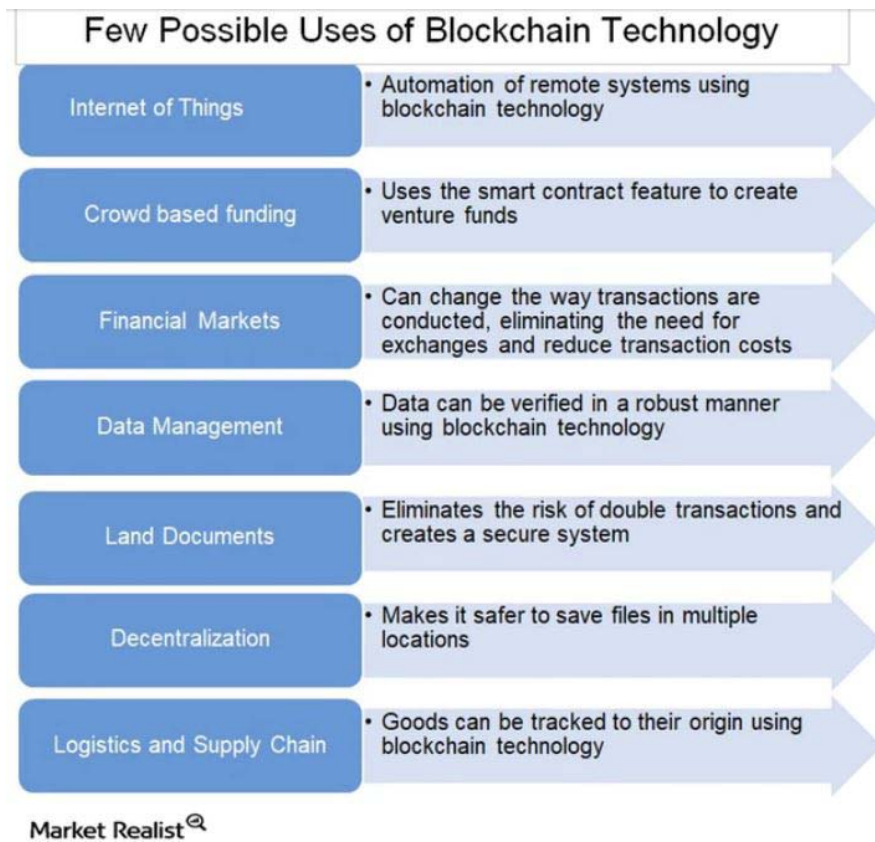 Few Possible Uses of Blockchain Technology
Internet of Things
• Automation of remote systems using
blockchain technology
Crowd based funding
• Uses the smart contract feature to create
venture funds
Financial Markets
• Can change the way transactions are
conducted, eliminating the need for
exchanges and reduce transaction costs
Data Management
• Data can be verified in a robust manner
using blockchain technology
Land Documents
• Eliminates the risk of double transactions and
creates a secure system
Decentralization
• Makes it safer to save files in multiple
locations
Logistics and Supply Chain
• Goods can be tracked to their origin using
blockchain technology
Market Realist